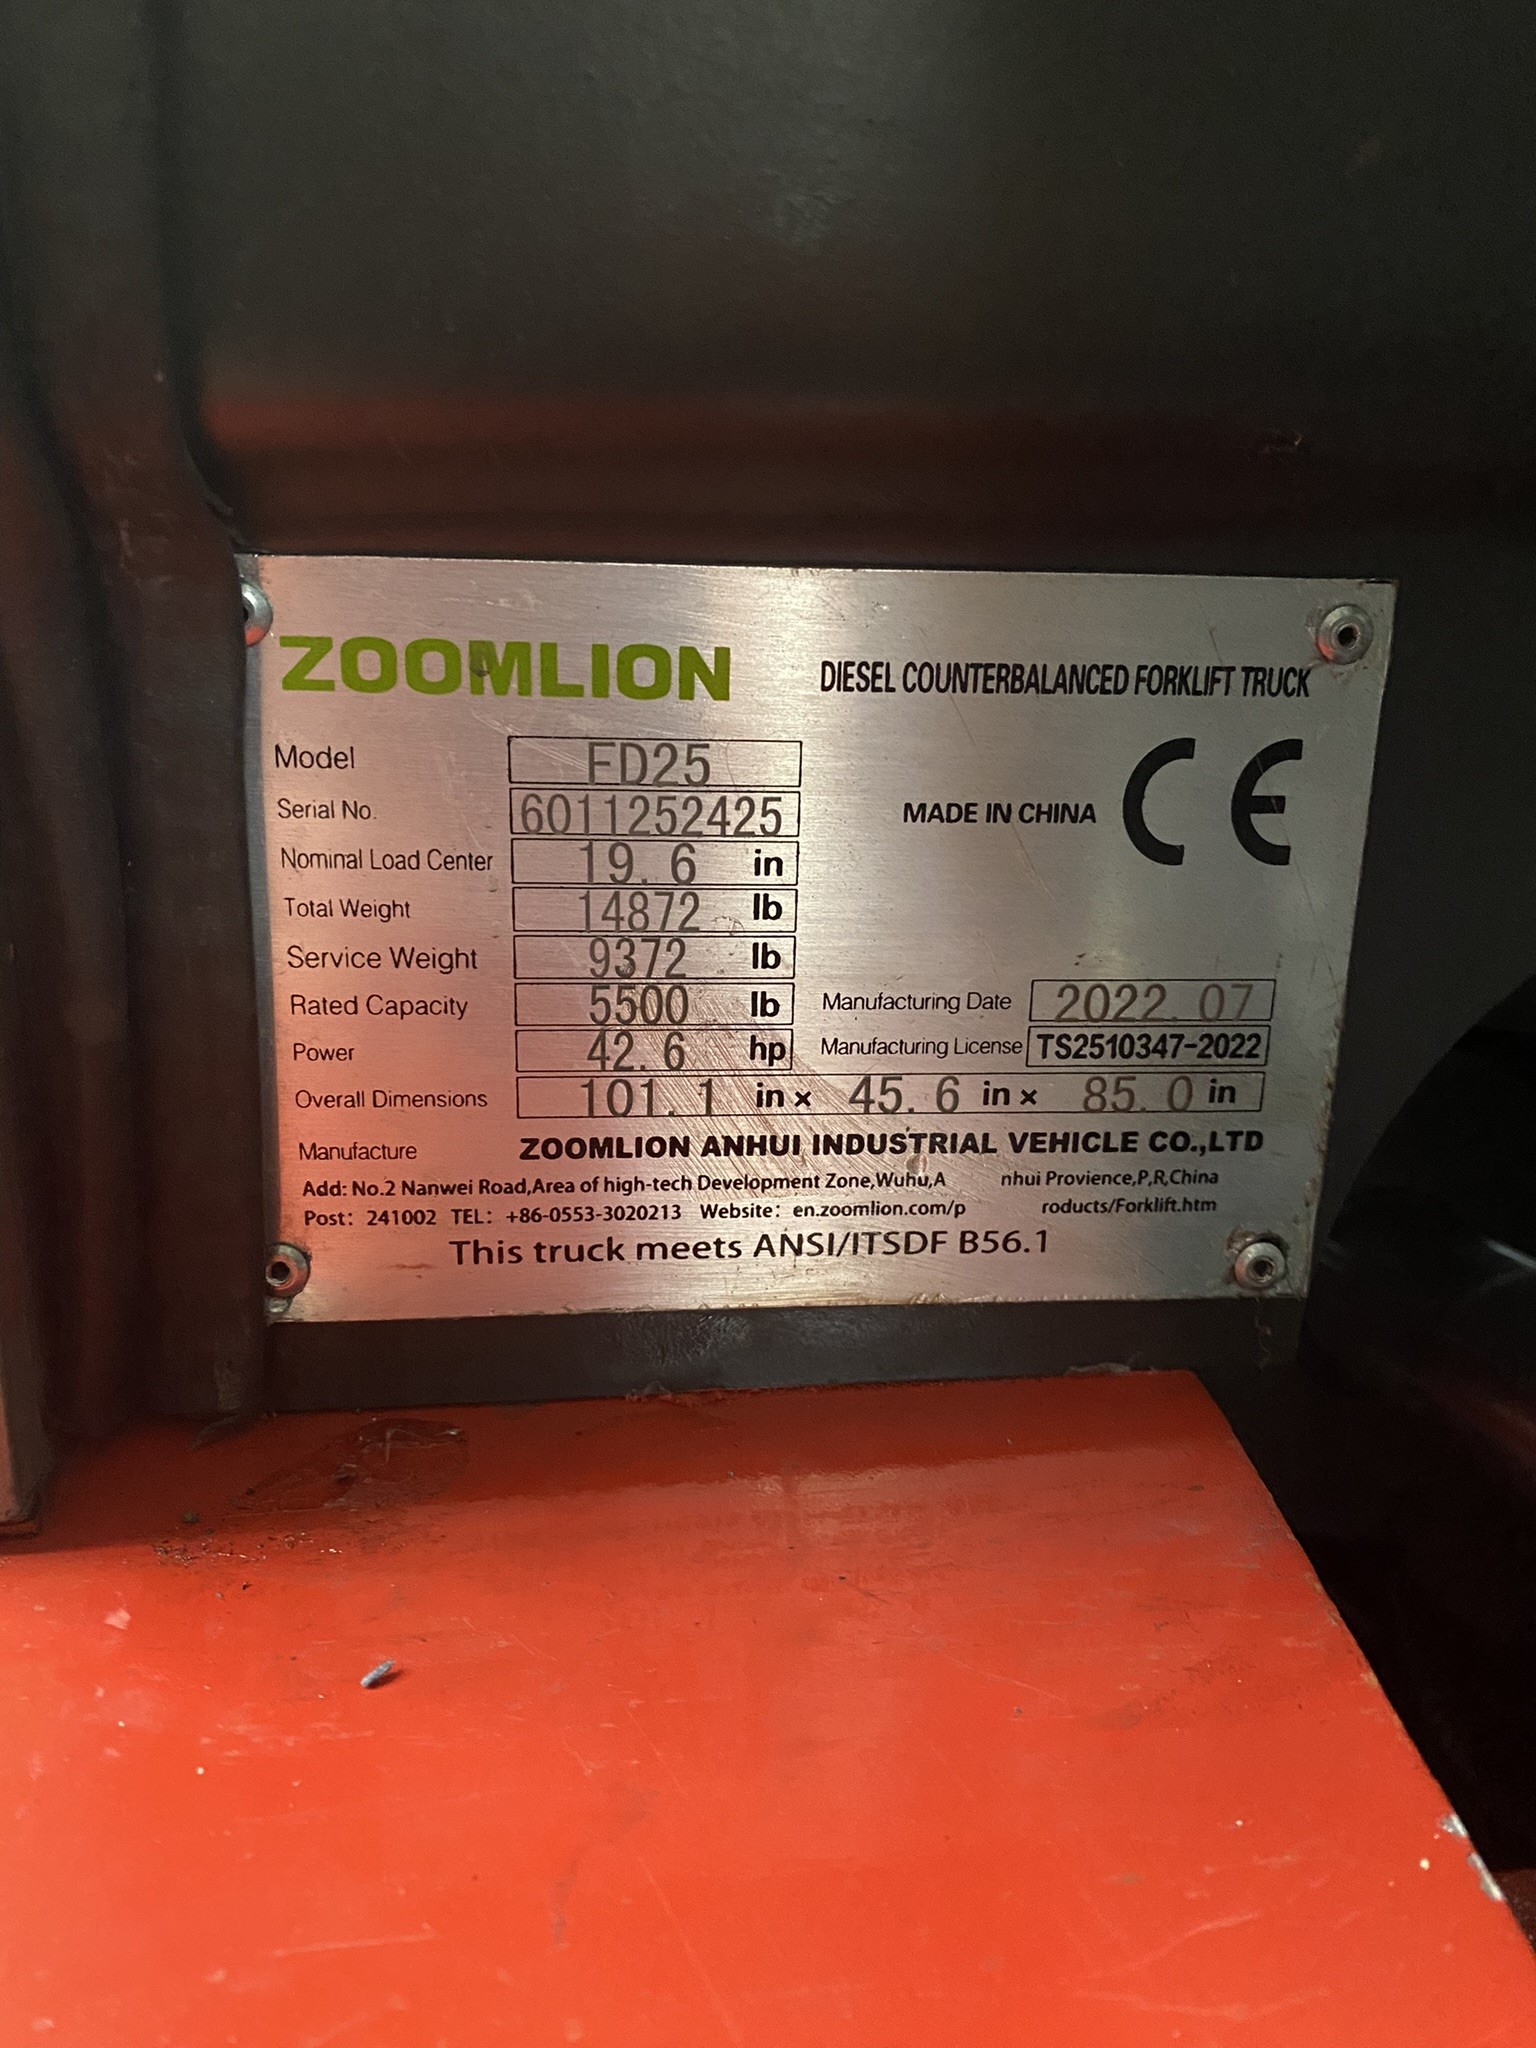 ZOOMLION DIESEL COUNTERBALANCED FORKLIFT TRUCK
Model FD25
Serial No. 6011252425 MADE IN CHINA CE
Nominal Load Center 19.6 in
Total Weight 14872 lb
Service Weight 9372 lb
Rated Capacity 5500 lb Manufacturing Date 2022.07
Power 42.6 hp Manufacturing License TS2510347-2022
Overall Dimensions 101.1 in x 45.6 in x 85.0 in
Manufacture ZOOMLION ANHUI INDUSTRIAL VEHICLE CO.,LTD
Add: No.2 Nanwei Road,Area of high-tech Development Zone,Wuhu,A nhui Provience,P,R,China
Post: 241002 TEL: +86-0553-3020213 Website: en.zoomlion.com/p roducts/Forklift.htm
This truck meets ANSI/ITSDF B56.1